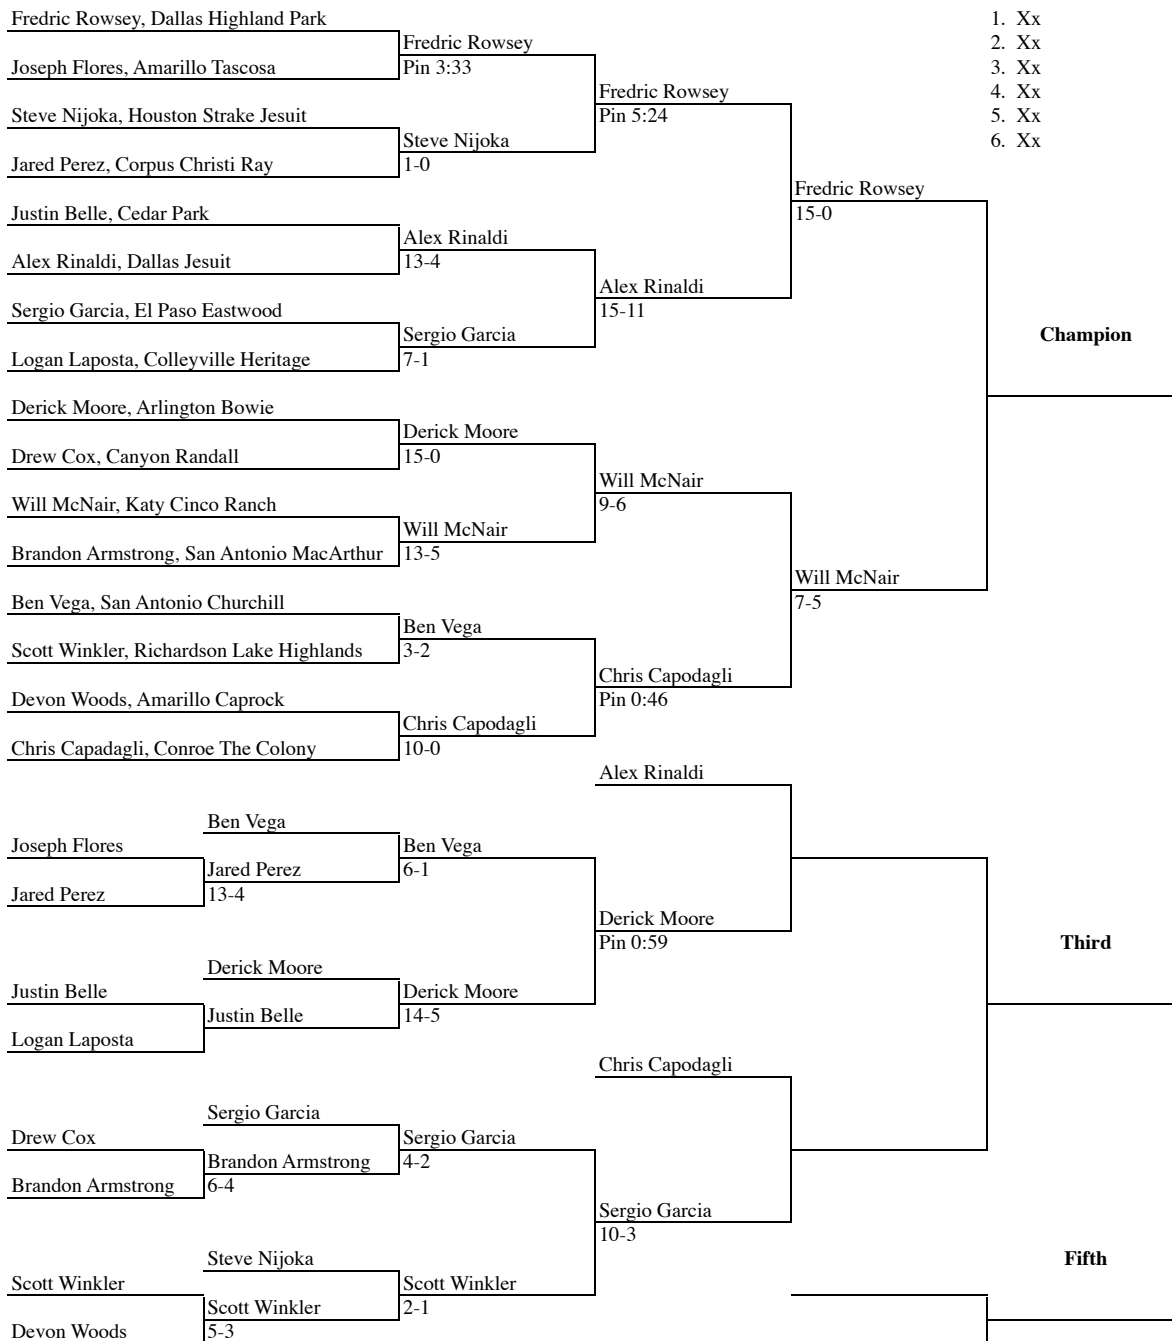 Fredric Rowsey, Dallas Highland Park
1. Xx
Fredric Rowsey
2. Xx
Joseph Flores, Amarillo Tascosa
Pin 3:33
3. Xx
Fredric Rowsey
4. Xx
Steve Nijoka, Houston Strake Jesuit
Pin 5:24
5. Xx
Steve Nijoka
6. Xx
Jared Perez, Corpus Christi Ray
1-0
Fredric Rowsey
Justin Belle, Cedar Park
15-0
Alex Rinaldi
Alex Rinaldi, Dallas Jesuit
13-4
Alex Rinaldi
Sergio Garcia, El Paso Eastwood
15-11
Sergio Garcia
Champion
Logan Laposta, Colleyville Heritage
7-1
Derick Moore, Arlington Bowie
Derick Moore
Drew Cox, Canyon Randall
15-0
Will McNair
Will McNair, Katy Cinco Ranch
9-6
Will McNair
Brandon Armstrong, San Antonio MacArthur
13-5
Will McNair
Ben Vega, San Antonio Churchill
7-5
Ben Vega
Scott Winkler, Richardson Lake Highlands
3-2
Chris Capodagli
Devon Woods, Amarillo Caprock
Pin 0:46
Chris Capodagli
Chris Capadagli, Conroe The Colony
10-0
Alex Rinaldi
Ben Vega
Joseph Flores
Ben Vega
Jared Perez
6-1
Jared Perez
13-4
Derick Moore
Pin 0:59
Third
Derick Moore
Justin Belle
Derick Moore
Justin Belle
14-5
Logan Laposta
Chris Capodagli
Sergio Garcia
Drew Cox
Sergio Garcia
Brandon Armstrong
4-2
Brandon Armstrong
6-4
Sergio Garcia
10-3
Steve Nijoka
Fifth
Scott Winkler
Scott Winkler
Scott Winkler
2-1
Devon Woods
5-3